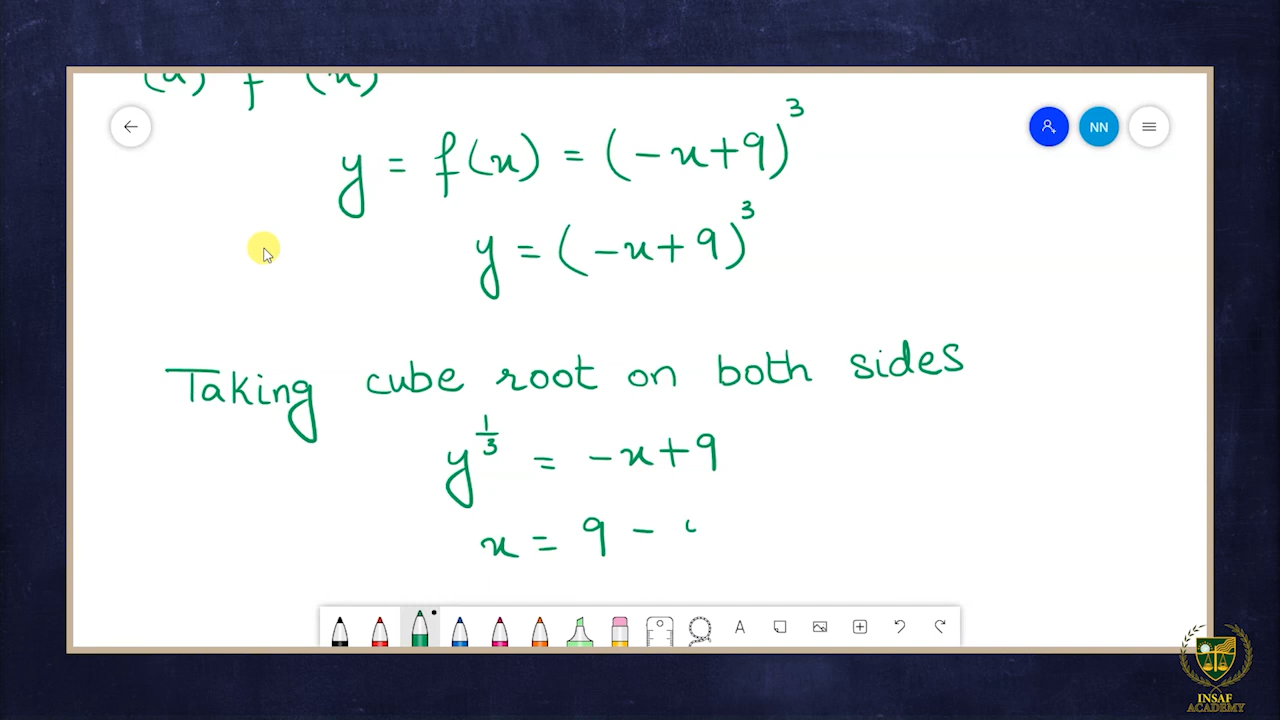 y = f(x) = (-x+9)³
NN
y = (-x+9)³
Taking cube root on both sides
y^{1/3} = -x+9
x = 9 -
A
INSAF
ACADEMY